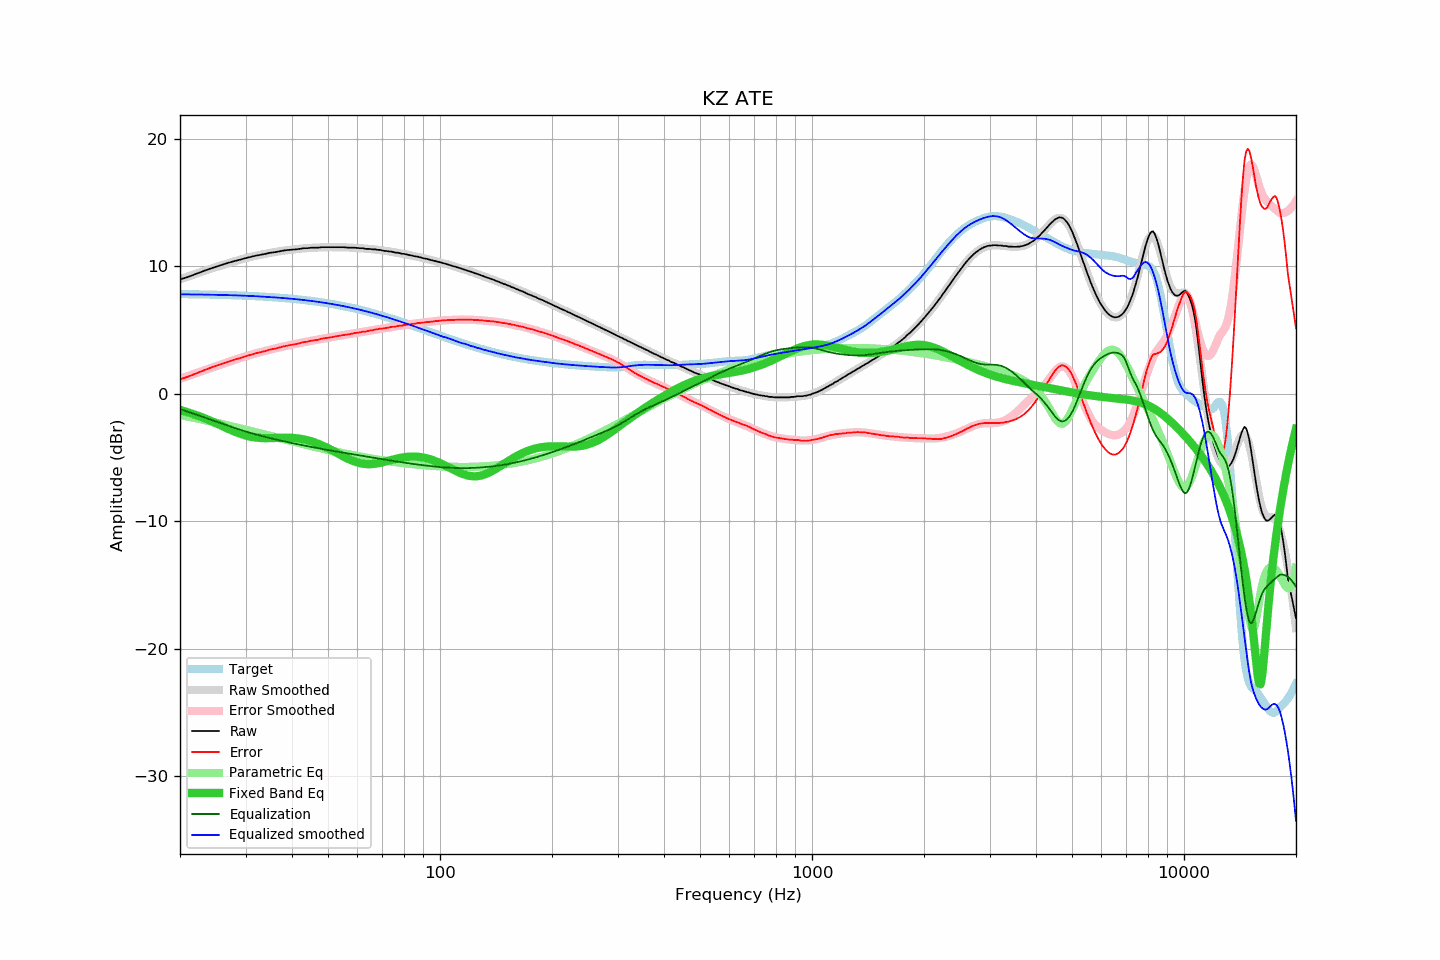 KZ ATE
20
10
0
−10
−20
−30
Amplitude (dBr)
Target
Raw Smoothed
Error Smoothed
Raw
Error
Parametric Eq
Fixed Band Eq
Equalization
Equalized smoothed
100
1000
10000
Frequency (Hz)